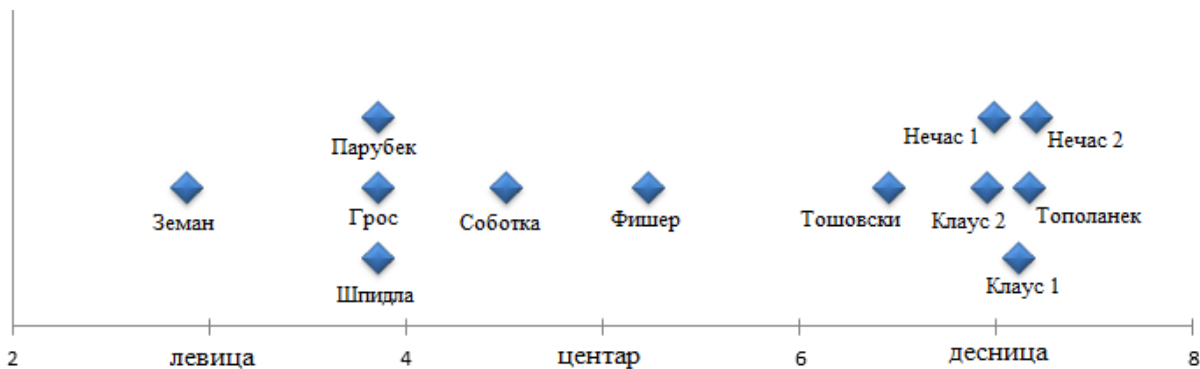 Нечас 1
Нечас 2
Парубек
Земан
Грос
Соботка
Фишер
Тошовски
Клаус 2
Тополанек
Шпидла
Клаус 1
2
левица
4
центар
6
десница
8